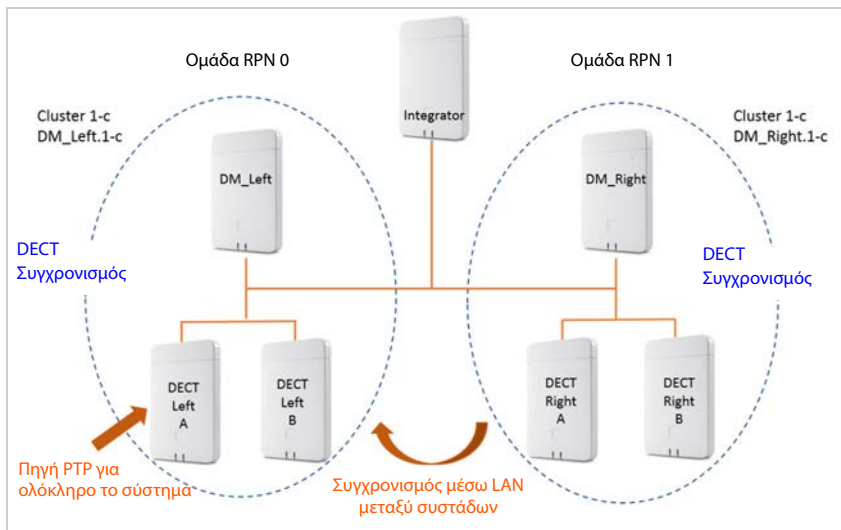 Ομάδα RPN 0
Ομάδα RPN 1
Integrator
Cluster 1-c
DM_Left.1-c
Cluster 1-c
DM_Right.1-c
DM_Left
DM_Right
DECT
Συγχρονισμός
DECT
Συγχρονισμός
DECT
Left
A
DECT
Left
B
DECT
Right
A
DECT
Right
B
Πηγή PTP για
ολόκληρο το σύστημα
Συγχρονισμός μέσω LAN
μεταξύ συστάδων